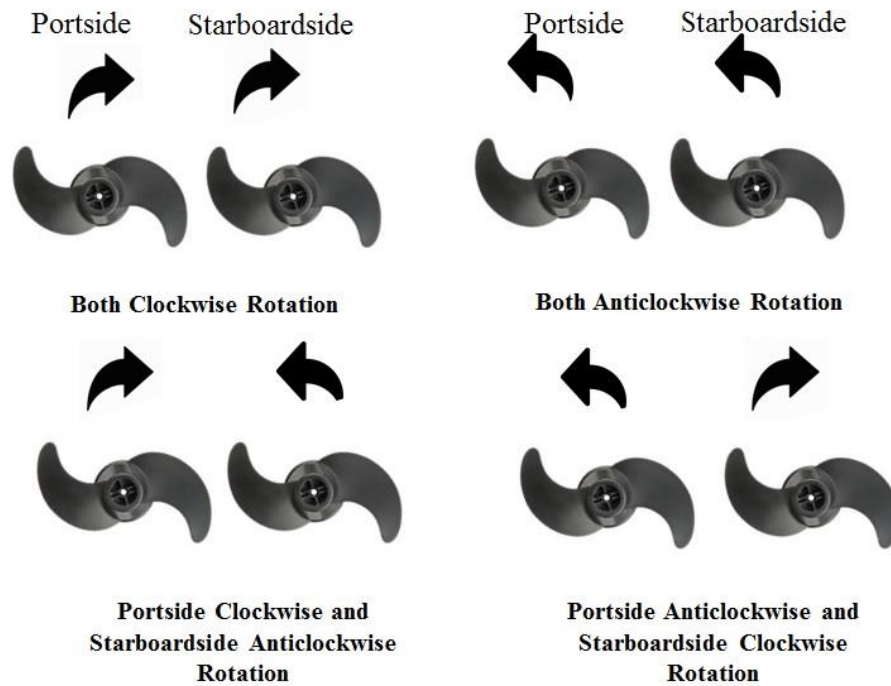 Portside Starboardside
Portside Starboardside
Both Clockwise Rotation
Both Anticlockwise Rotation
Portside Clockwise and
Starboardside Anticlockwise
Rotation
Portside Anticlockwise and
Starboardside Clockwise
Rotation